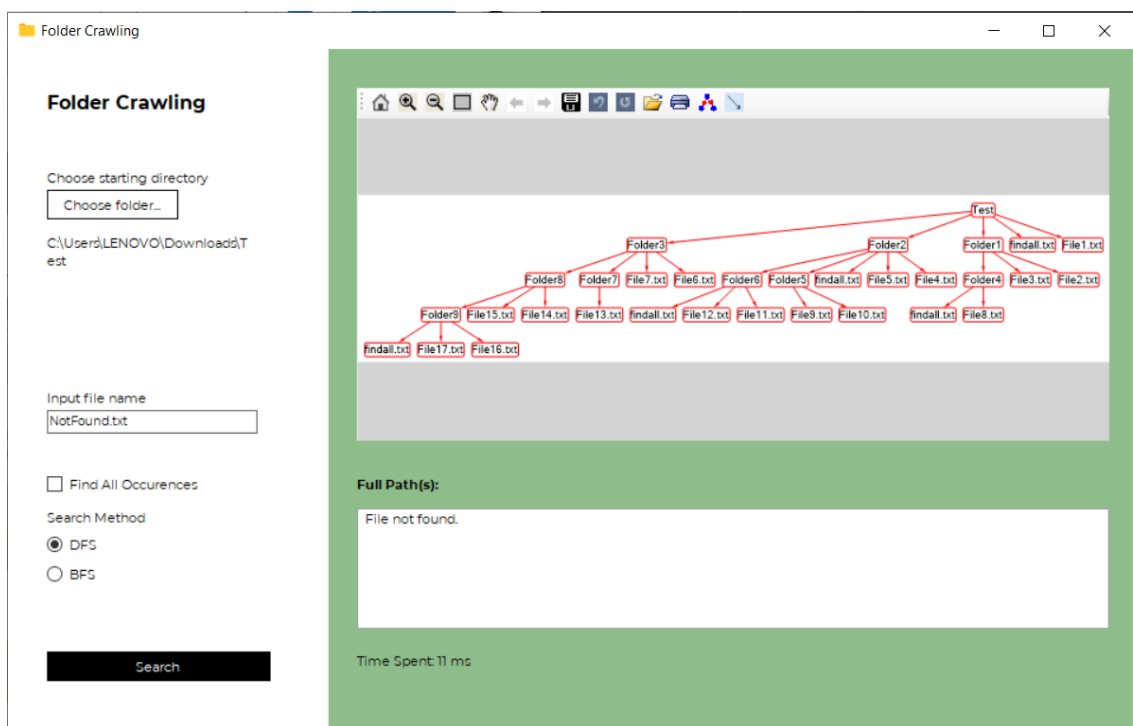 Folder Crawling
Folder Crawling
Choose starting directory
Choose folder...
C:\Users\LENOVO\Downloads\T
est
Input file name
NotFound.txt
Find All Occurences
Search Method
DFS
BFS
Search
Test
Folder3 Folder2 Folder1 findall.txt File1.txt
Folder8 Folder7 File7.txt File6.txt Folder6 Folder5 findall.txt File5.txt File4.txt Folder4 File3.txt File2.txt
Folder9 File15.txt File14.txt File13.txt findall.txt File12.txt File11.txt File9.txt File10.txt findall.txt File8.txt
findall.txt File17.txt File16.txt
Full Path(s):
File not found.
Time Spent: 11 ms